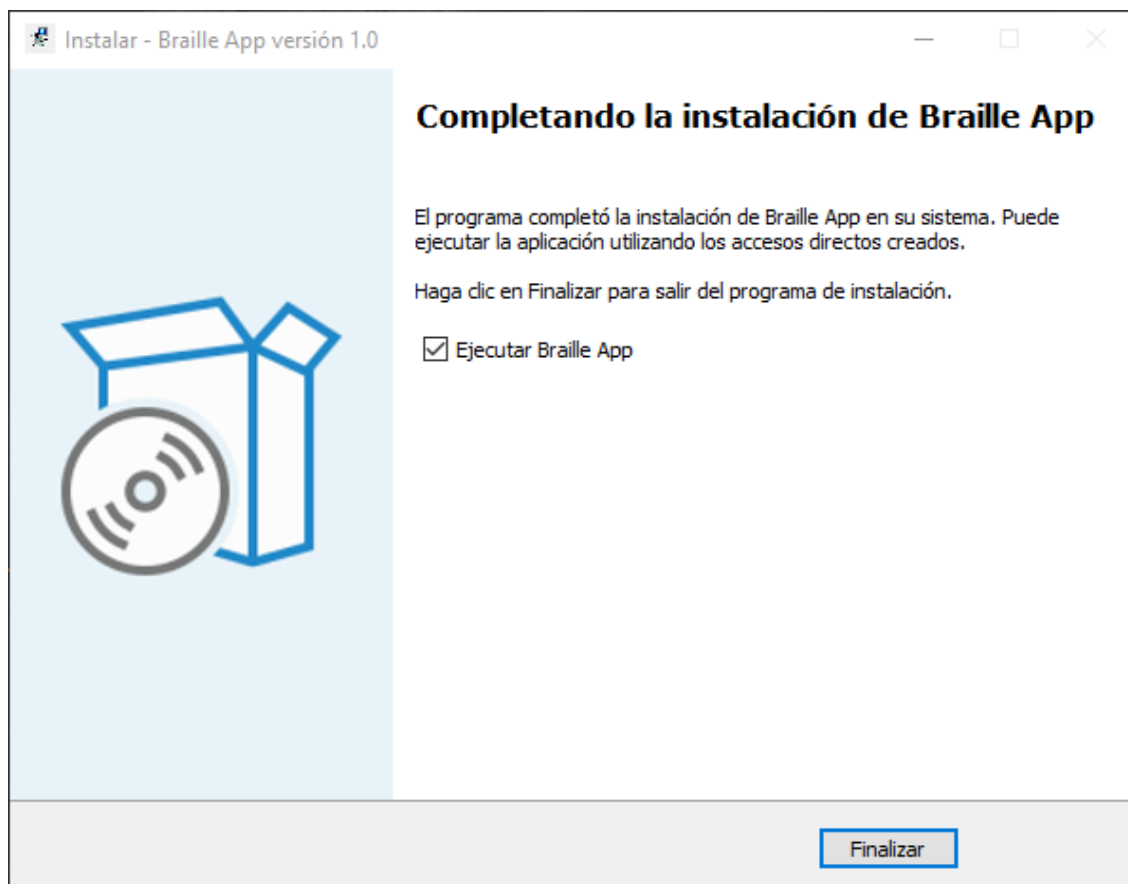 Instalar - Braille App versión 1.0
Completando la instalación de Braille App
El programa completó la instalación de Braille App en su sistema. Puede
ejecutar la aplicación utilizando los accesos directos creados.
Haga clic en Finalizar para salir del programa de instalación.
Ejecutar Braille App
Finalizar